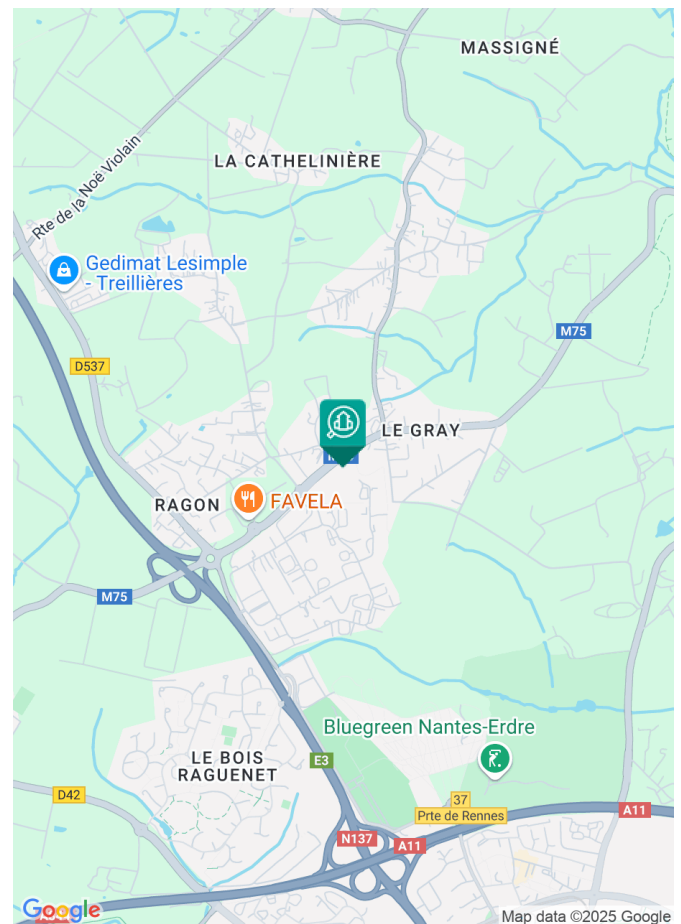 MASSIGNÉ
LA CATHELINIÈRE
Rte de la Noë Violain
Gedimat Lesimple
- Treillières
M75
D537
LE GRAY
RAGON
FAVELA
M75
Bluegreen Nantes-Erdre
LE BOIS
RAGUENET
E3
D42
37
Prte de Rennes
A11
N137
A11
Google
Map data ©2025 Google